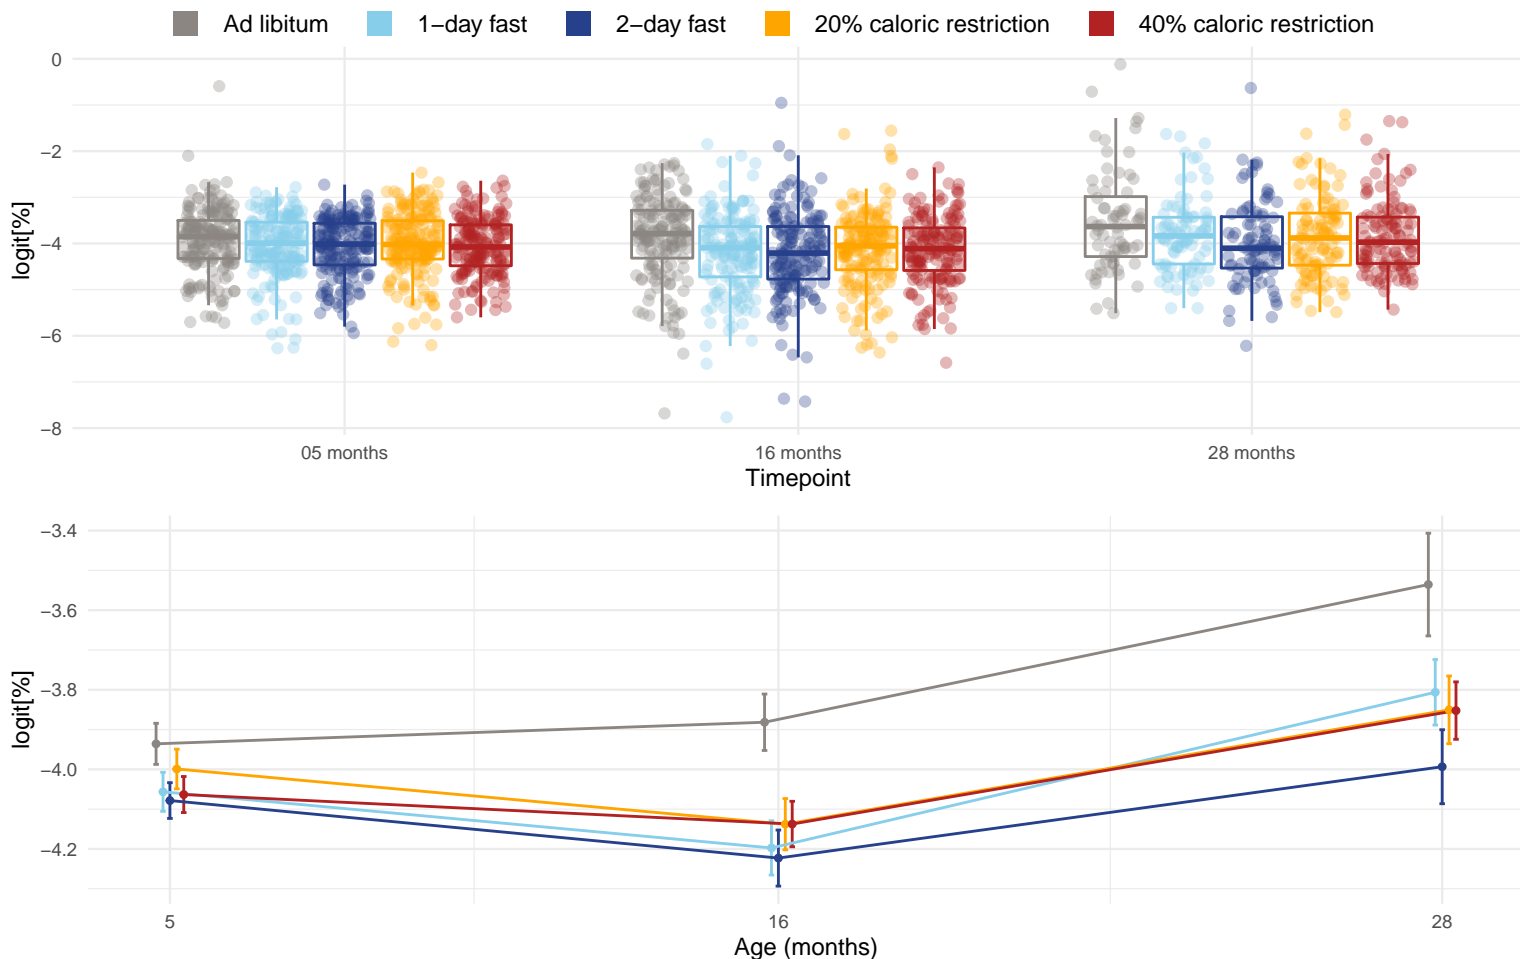 Ad libitum 1−day fast 2−day fast 20% caloric restriction 40% caloric restriction
0
−2
−4
−6
−8
logit[%]
05 months 16 months 28 months
Timepoint
−3.4
−3.6
−3.8
−4.0
−4.2
logit[%]
5 16 28
Age (months)